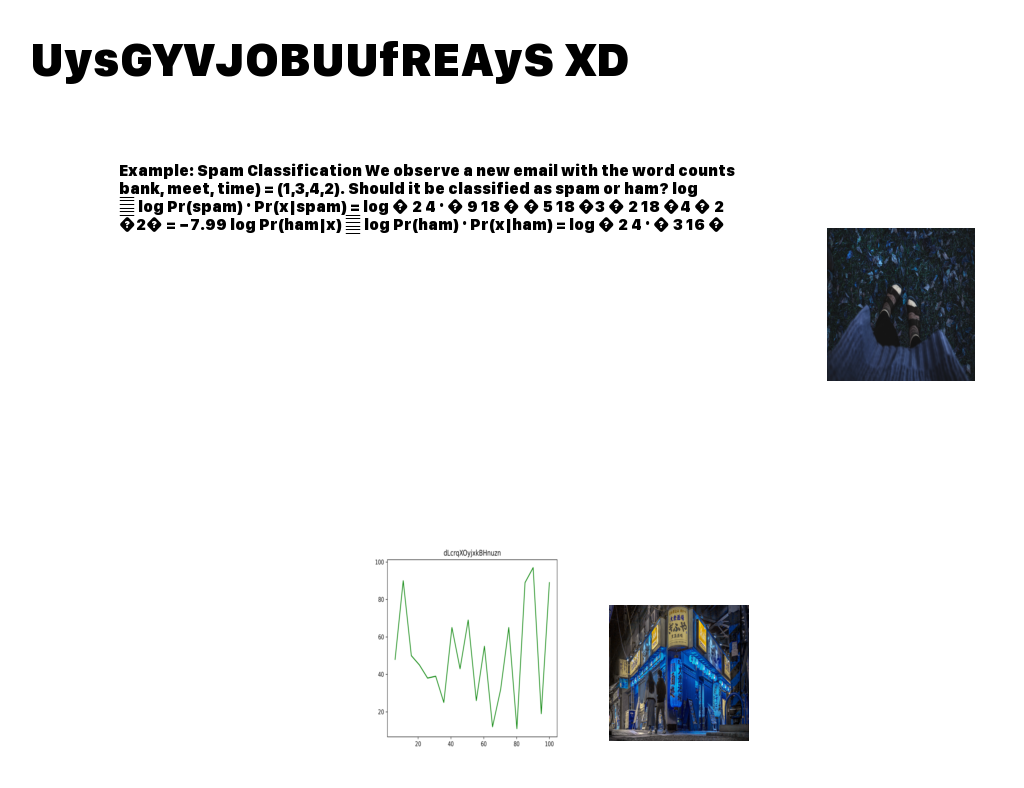 UysGYVJOBUUfREAyS XD
Example: Spam Classification We observe a new email with the word counts
bank, meet, time) = (1,3,4,2). Should it be classified as spam or ham? log
𝄚 log Pr(spam) · Pr(x|spam) = log � 2 4 · � 9 18 � � 5 18 �3 � 2 18 �4 � 2
�2� = −7.99 log Pr(ham|x) 𝄚 log Pr(ham) · Pr(x|ham) = log � 2 4 · � 3 16 �
dLcrqXOyjxkBHnuzn
100
80
60
40
20
20 40 60 80 100
ぎふや